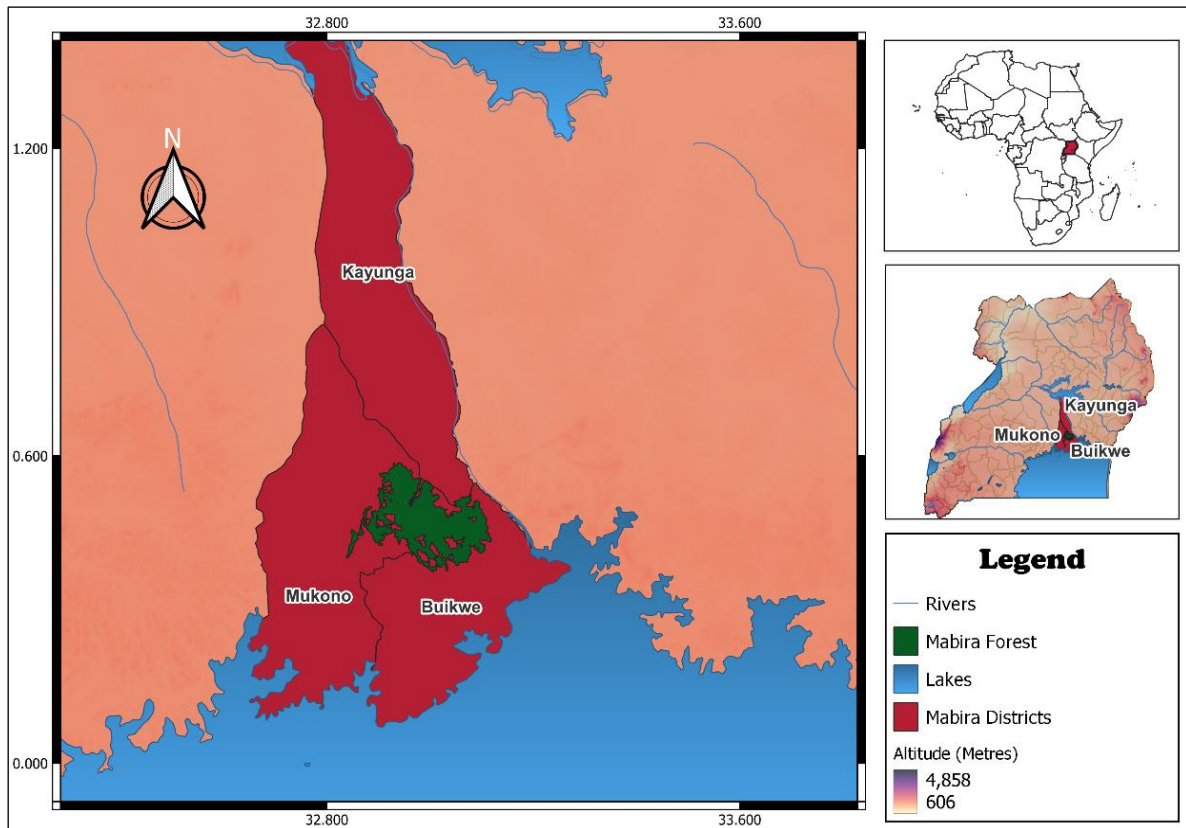 32.800
33.600
1.200
0.600
0.000
N
Kayunga
Mukono
Buikwe
32.800
33.600
Kayunga
Mukono
Buikwe
Legend
Rivers
Mabira Forest
Lakes
Mabira Districts
Altitude (Metres)
4,858
606